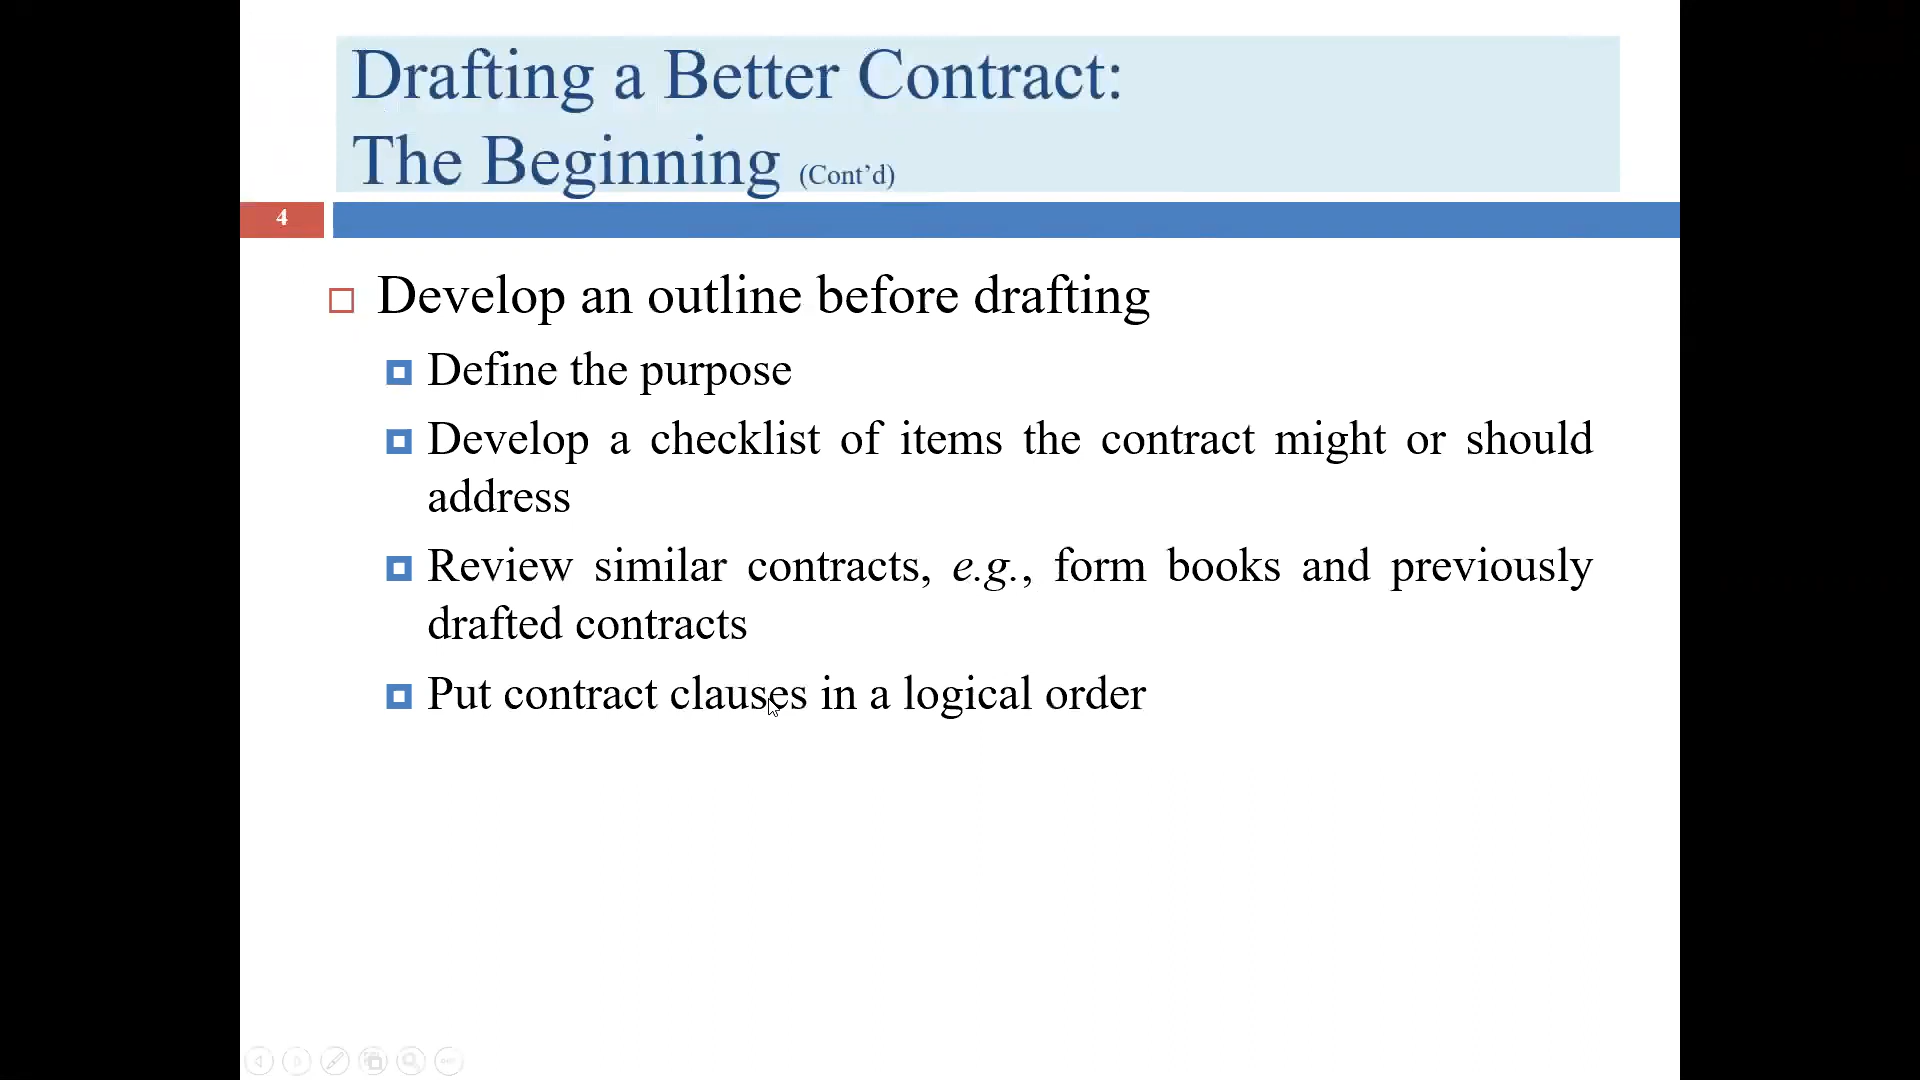 Drafting a Better Contract:
The Beginning (Cont’d)
4
Develop an outline before drafting
Define the purpose
Develop a checklist of items the contract might or should
address
Review similar contracts, e.g., form books and previously
drafted contracts
Put contract clauses in a logical order